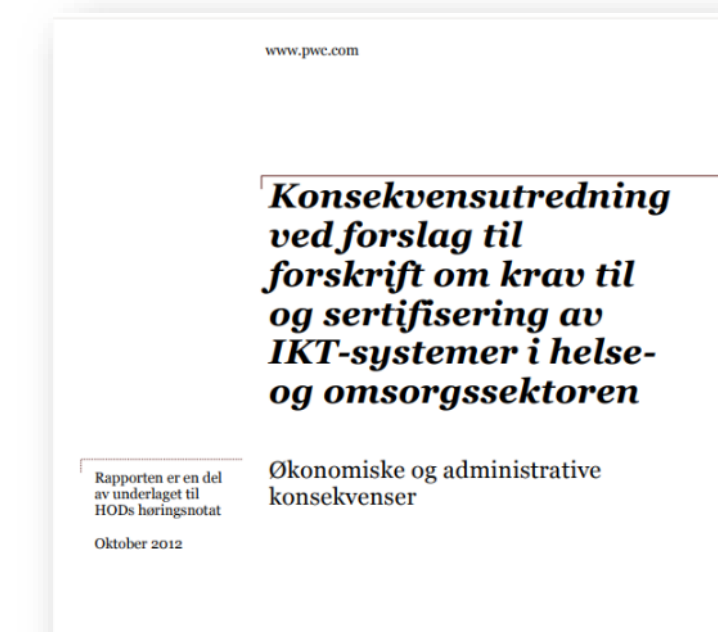 www.pwc.com
Konsekvensutredning
ved forslag til
forskrift om krav til
og sertifisering av
IKT-systemer i helse-
og omsorgssektoren
Økonomiske og administrative
konsekvenser
Rapporten er en del
av underlaget til
HODs høringsnotat
Oktober 2012